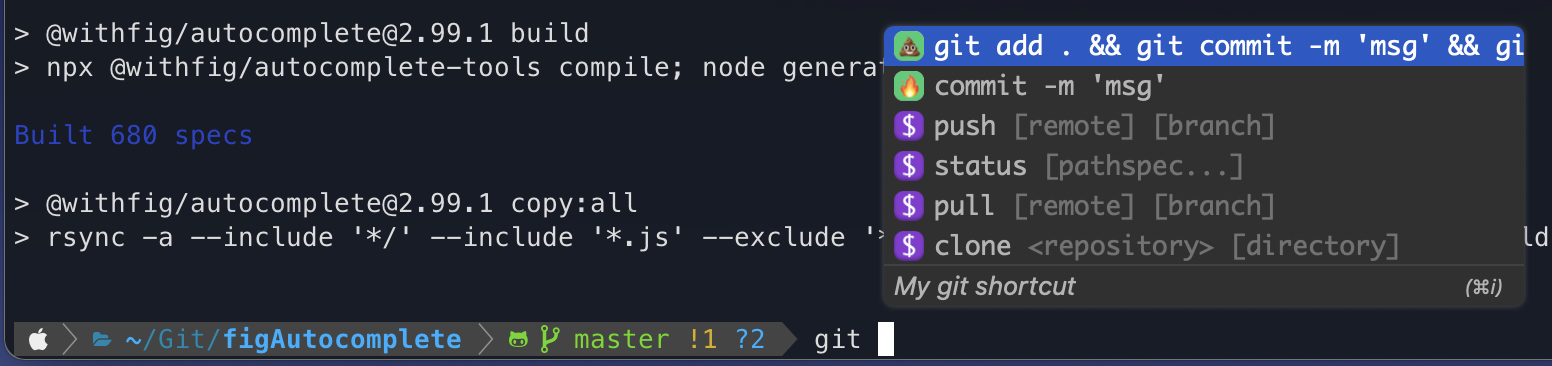 > @withfig/autocomplete@2.99.1 build
> npx @withfig/autocomplete-tools compile; node genera
Built 680 specs
> @withfig/autocomplete@2.99.1 copy:all
> rsync -a --include '*/' --include '*.js' --exclude '* ld
~/Git/figAutocomplete master !1 ?2 git
git add . && git commit -m 'msg' && gi
commit -m 'msg'
$ push [remote] [branch]
$ status [pathspec...]
$ pull [remote] [branch]
$ clone <repository> [directory]
My git shortcut (⌘i)